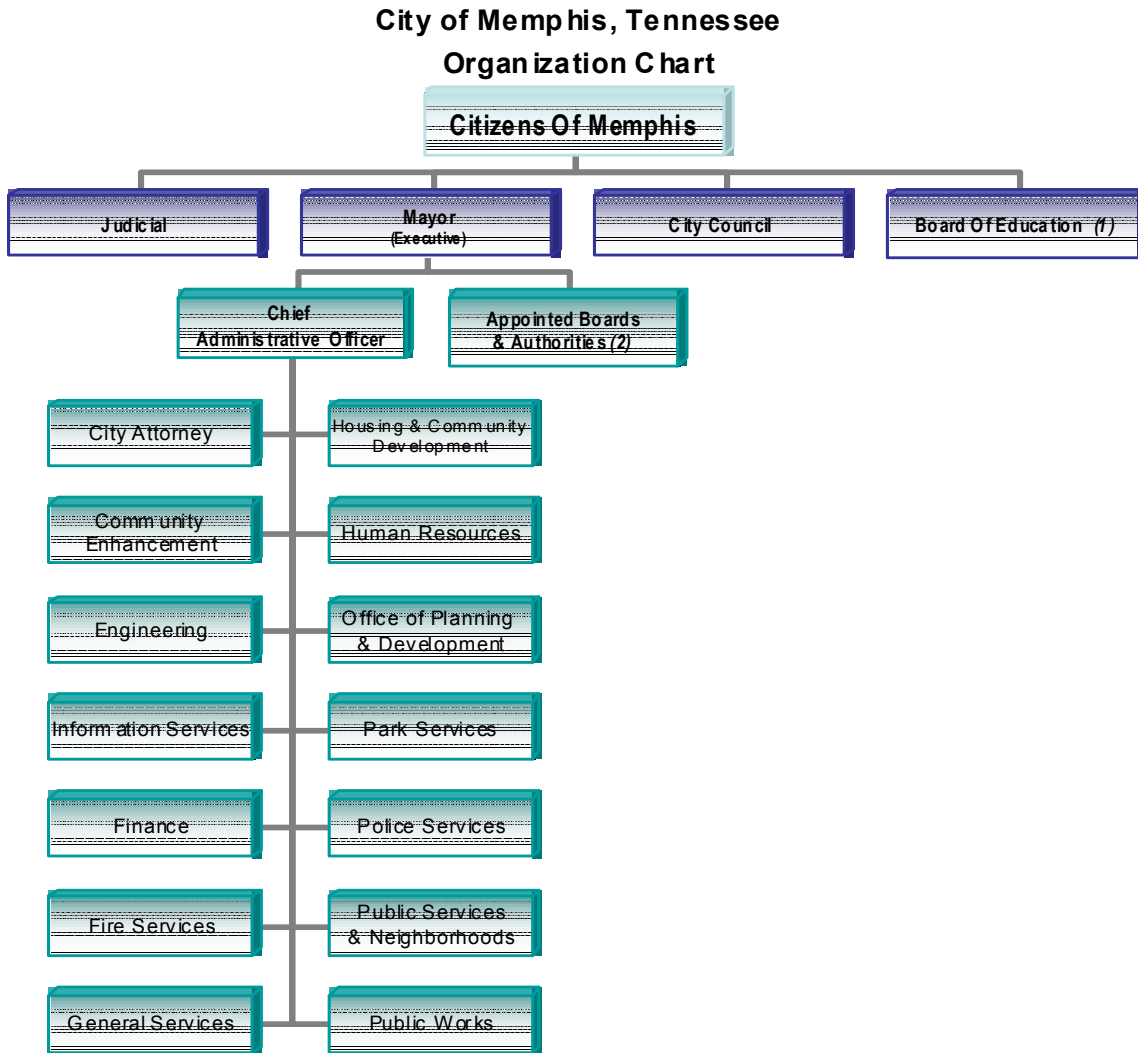 City of Memphis, Tennessee
Organization Chart
Citizens Of Memphis
Judicial
Mayor
(Executive)
City Council
Board Of Education (1)
Chief
Administrative Officer
Appointed Boards
& Authorities (2)
City Attorney
Housing & Community
Development
Community
Enhancement
Human Resources
Engineering
Office of Planning
& Development
Information Services
Park Services
Finance
Police Services
Fire Services
Public Services
& Neighborhoods
General Services
Public Works